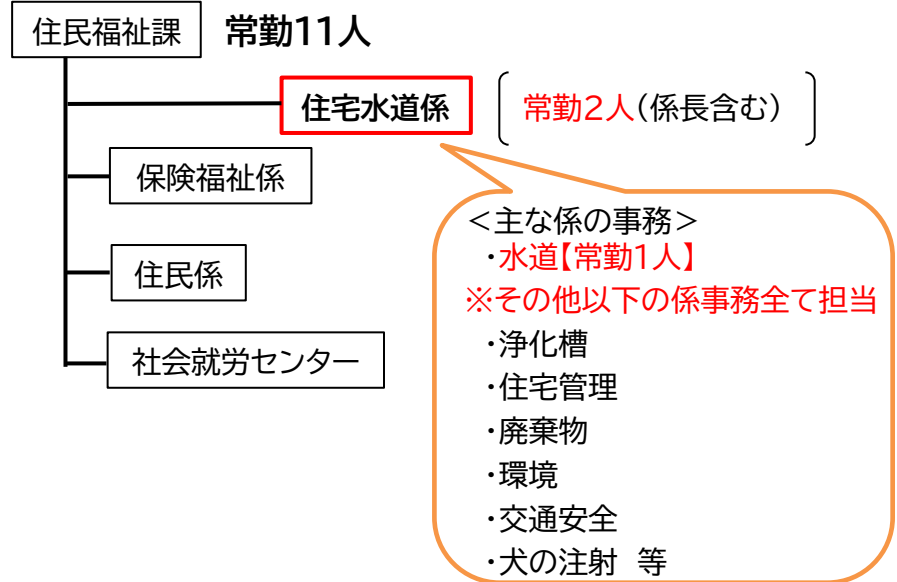 住民福祉課 常勤11人
住宅水道係 常勤2人(係長含む)
保険福祉係
住民係
社会就労センター
<主な係の事務>
・水道【常勤1人】
※その他以下の係事務全て担当
・浄化槽
・住宅管理
・廃棄物
・環境
・交通安全
・犬の注射 等